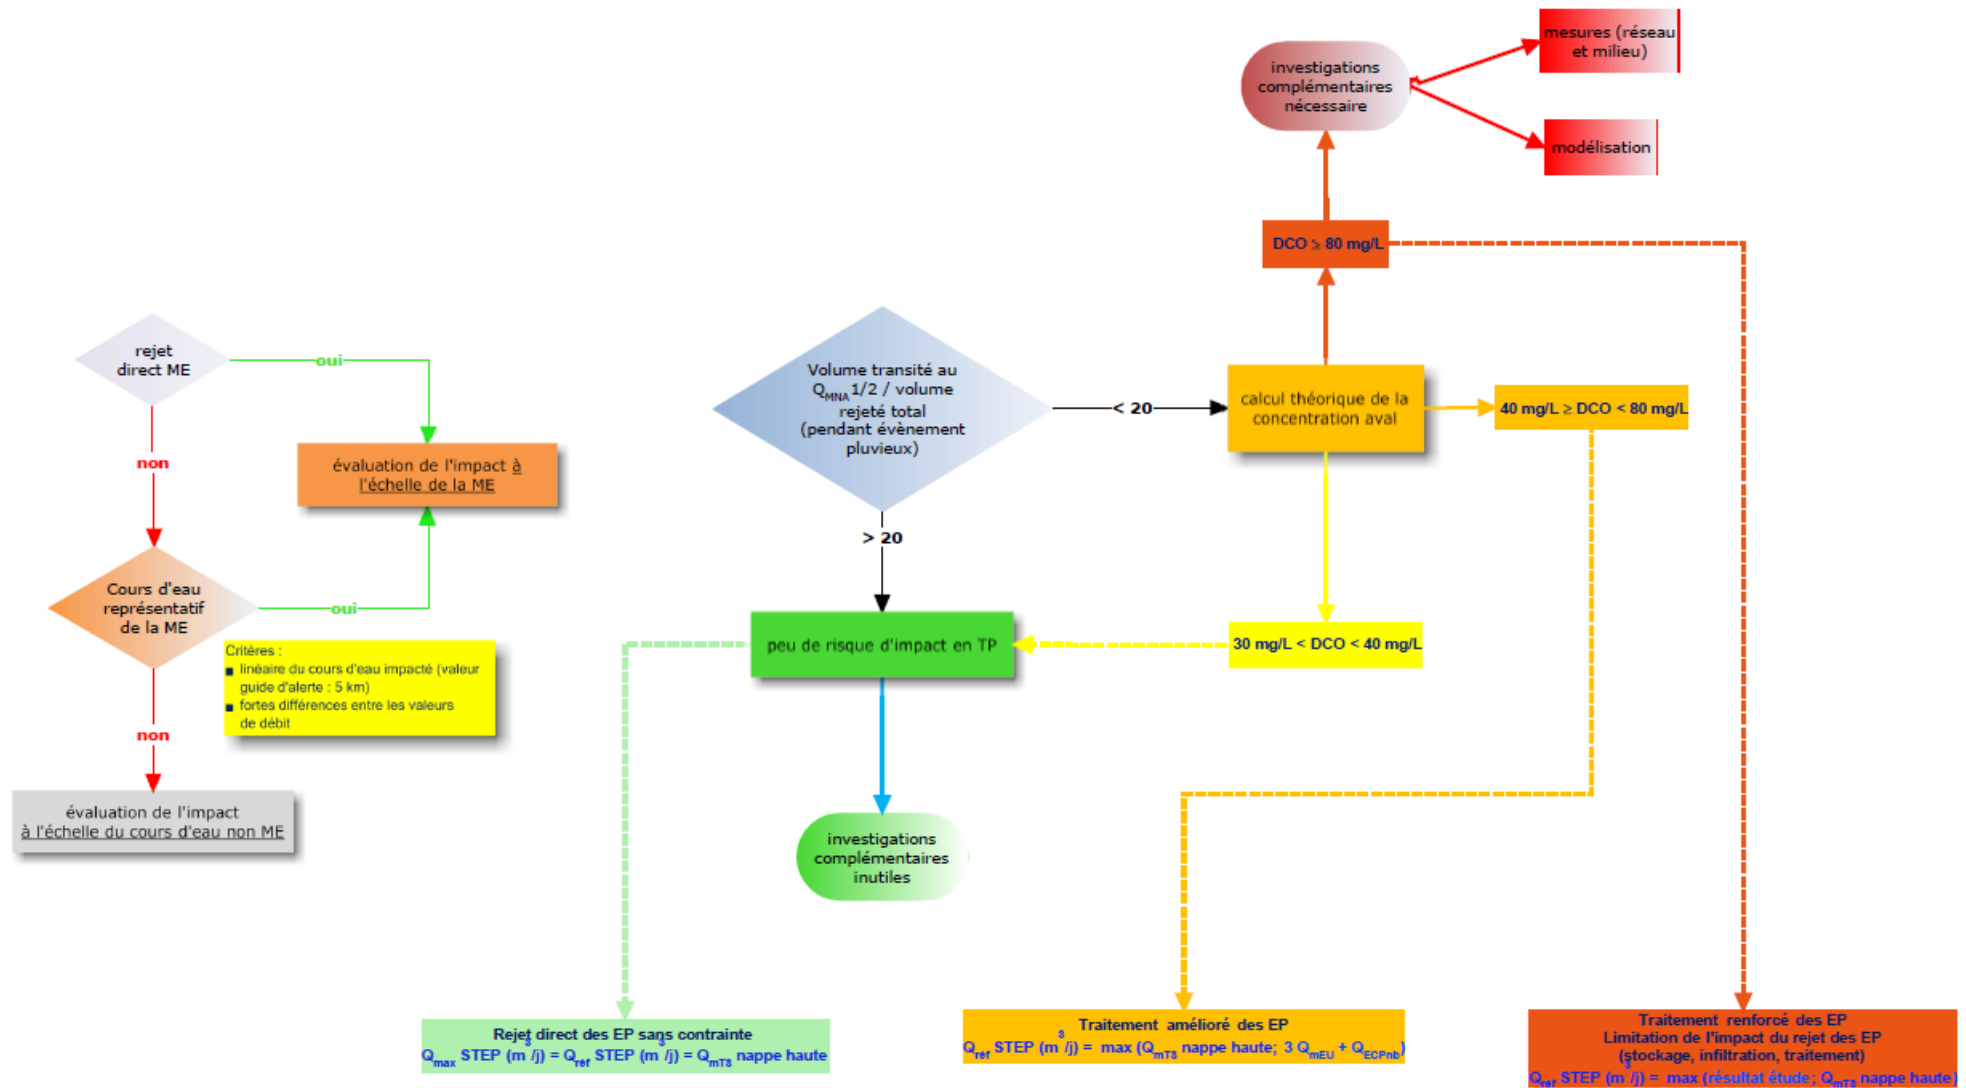 rejet
direct ME
oui
non
évaluation de l'impact à
l'échelle de la ME
Cours d'eau
représentatif
de la ME
oui
Critères :
■ linéaire du cours d'eau impacté (valeur
guide d'alerte : 5 km)
■ fortes différences entre les valeurs
de débit
non
évaluation de l'impact
à l'échelle du cours d'eau non ME
Volume transité au
QMNA1/2 / volume
rejeté total
(pendant évènement
pluvieux)
< 20
> 20
calcul théorique de la
concentration aval
DCO ≥ 80 mg/L
investigations
complémentaires
nécessaire
mesures (réseau
et milieu)
modélisation
40 mg/L ≥ DCO < 80 mg/L
30 mg/L < DCO < 40 mg/L
peu de risque d'impact en TP
investigations
complémentaires
inutiles
Rejet direct des EP sans contrainte
Qmax STEP (m³/j) = Qréf STEP (m³/j) = QmTS nappe haute
Traitement amélioré des EP
Qréf STEP (m³/j) = max (QmTS nappe haute; 3 QmEU + QECPnb)
Traitement renforcé des EP
Limitation de l'impact du rejet des EP
(stockage, infiltration, traitement)
Qréf STEP (m³/j) = max (résultat étude; QmTS nappe haute)